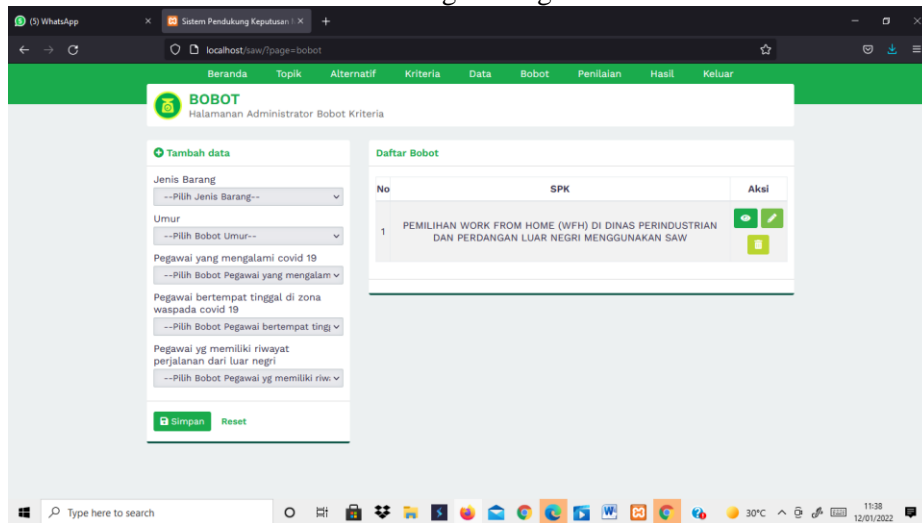 (5) WhatsApp
Sistem Pendukung Keputusan
localhost/saw/?page=bobot
Beranda Topik Alternatif Kriteria Data Bobot Penilaian Hasil Keluar
BOBOT
Halamanan Administrator Bobot Kriteria
Tambah data
Jenis Barang
--Pilih Jenis Barang--
Umur
--Pilih Bobot Umur--
Pegawai yang mengalami covid 19
--Pilih Bobot Pegawai yang mengalam
Pegawai bertempat tinggal di zona
waspada covid 19
--Pilih Bobot Pegawai bertempat tingg
Pegawai yg memiliki riwayat
perjalanan dari luar negri
--Pilih Bobot Pegawai yg memiliki riwa
Simpan Reset
Daftar Bobot
No SPK Aksi
1 PEMILIHAN WORK FROM HOME (WFH) DI DINAS PERINDUSTRIAN
DAN PERDANGAN LUAR NEGRI MENGGUNAKAN SAW
Type here to search
30°C
11:38
12/01/2022